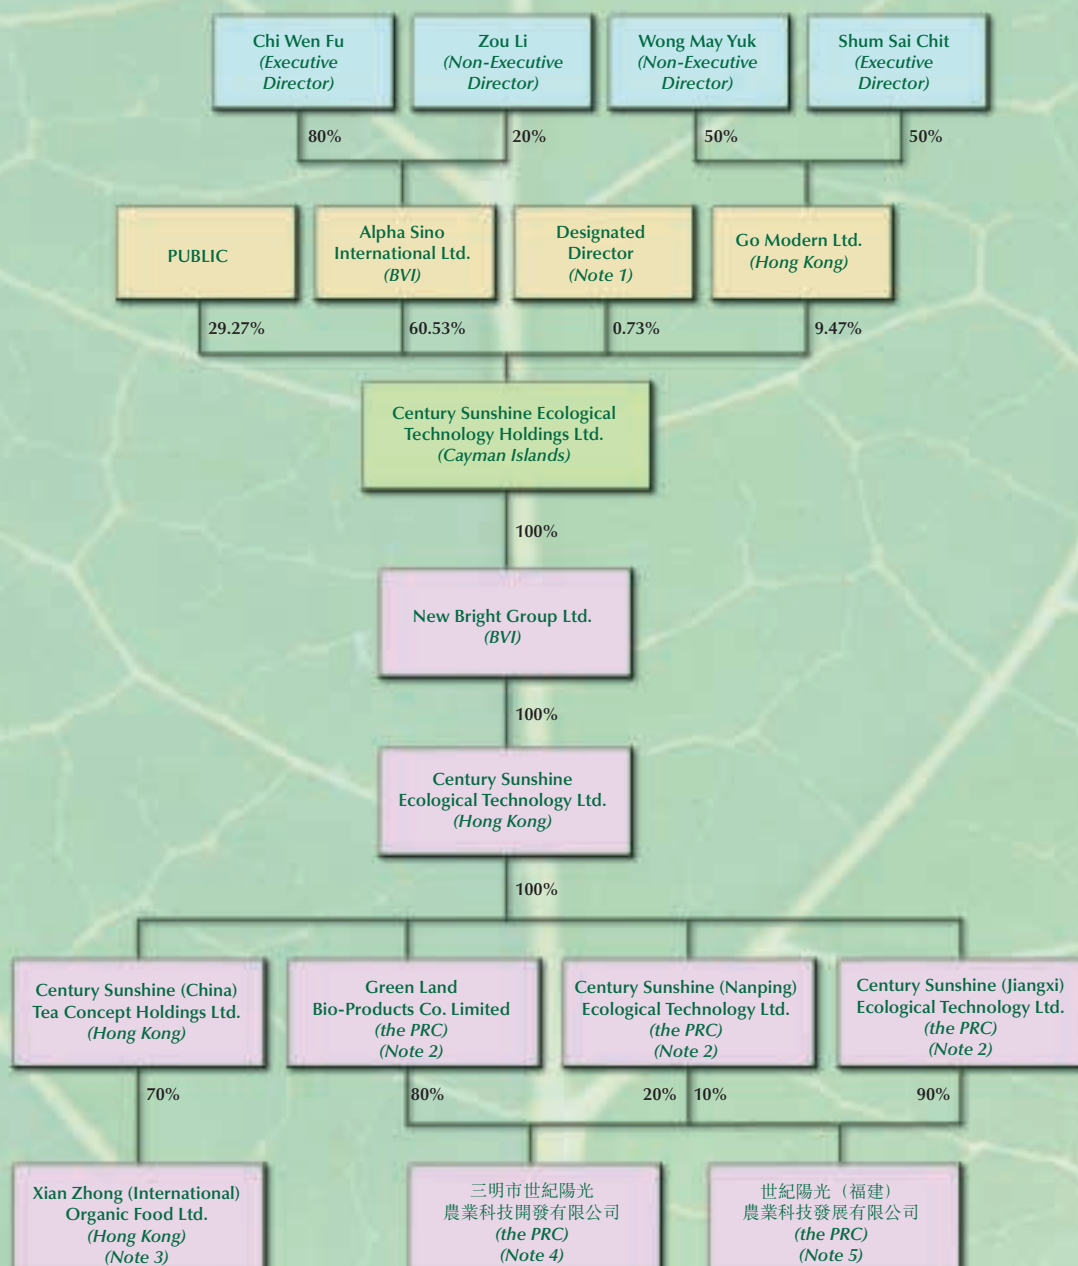 Chi Wen Fu
(Executive
Director)
Zou Li
(Non-Executive
Director)
Wong May Yuk
(Non-Executive
Director)
Shum Sai Chit
(Executive
Director)
80%
20%
50%
50%
PUBLIC
Alpha Sino
International Ltd.
(BVI)
Designated
Director
(Note 1)
Go Modern Ltd.
(Hong Kong)
29.27%
60.53%
0.73%
9.47%
Century Sunshine Ecological
Technology Holdings Ltd.
(Cayman Islands)
100%
New Bright Group Ltd.
(BVI)
100%
Century Sunshine
Ecological Technology Ltd.
(Hong Kong)
100%
Century Sunshine (China)
Tea Concept Holdings Ltd.
(Hong Kong)
Green Land
Bio-Products Co. Limited
(the PRC)
(Note 2)
Century Sunshine (Nanping)
Ecological Technology Ltd.
(the PRC)
(Note 2)
Century Sunshine (Jiangxi)
Ecological Technology Ltd.
(the PRC)
(Note 2)
70%
80%
20%
10%
90%
Xian Zhong (International)
Organic Food Ltd.
(Hong Kong)
(Note 3)
三明市世紀陽光
農業科技開發有限公司
(the PRC)
(Note 4)
世紀陽光（福建）
農業科技發展有限公司
(the PRC)
(Note 5)